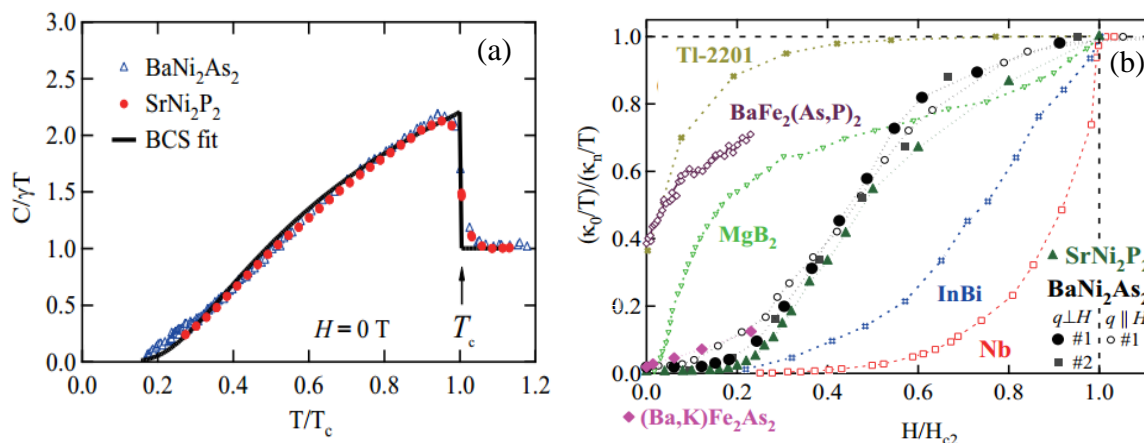 (a)
BaNi2As2
SrNi2P2
BCS fit
C/γT
3.0
2.5
2.0
1.5
1.0
0.5
0.0
H = 0 T
Tc
0.0 0.2 0.4 0.6 0.8 1.0 1.2
T/Tc
(b)
(κ0/T)/(κn/T)
1.0
0.8
0.6
0.4
0.2
0.0
Tl-2201
BaFe2(As,P)2
MgB2
InBi
Nb
SrNi2P2
BaNi2As2
q⊥H q ∥ H
#1 #1
#2
0.0 0.2 0.4 0.6 0.8 1.0
(Ba,K)Fe2As2
H/Hc2